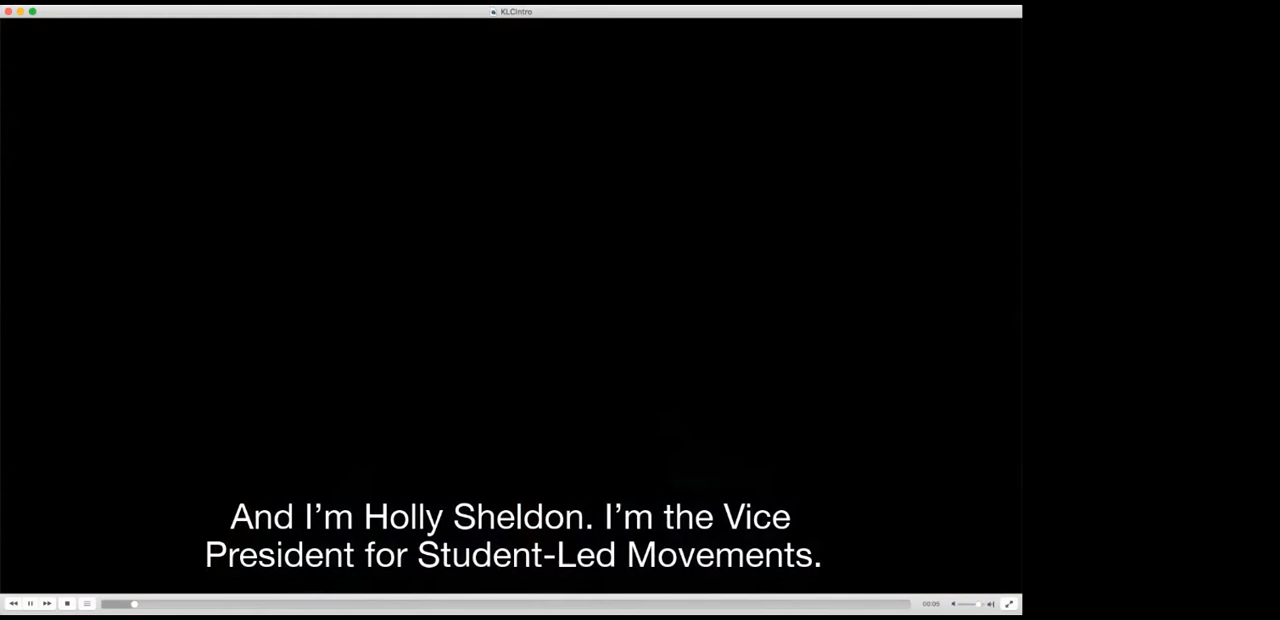 KLCIntro
And I’m Holly Sheldon. I’m the Vice
President for Student-Led Movements.
00:05